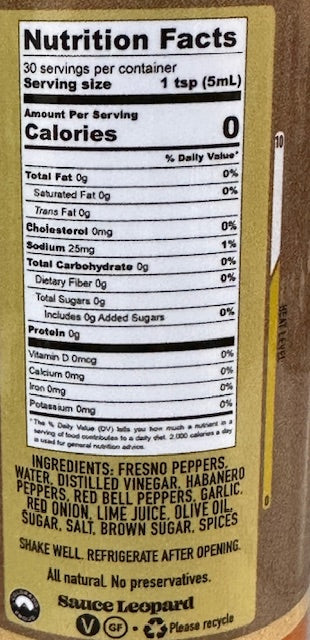 Nutrition Facts
30 servings per container
Serving size 1 tsp (5mL)
Amount Per Serving
Calories 0
% Daily Value*
Total Fat 0g 0%
Saturated Fat 0g 0%
Trans Fat 0g
Cholesterol 0mg 0%
Sodium 25mg 1%
Total Carbohydrate 0g 0%
Dietary Fiber 0g 0%
Total Sugars 0g
Includes 0g Added Sugars 0%
Protein 0g
Vitamin D 0mcg 0%
Calcium 0mg 0%
Iron 0mg 0%
Potassium 0mg 0%
*The % Daily Value (DV) tells you how much a nutrient in a
serving of food contributes to a daily diet. 2,000 calories a day
is used for general nutrition advice.
INGREDIENTS: FRESNO PEPPERS,
WATER, DISTILLED VINEGAR, HABANERO
PEPPERS, RED BELL PEPPERS, GARLIC,
RED ONION, LIME JUICE, OLIVE OIL,
SUGAR, SALT, BROWN SUGAR, SPICES
SHAKE WELL. REFRIGERATE AFTER OPENING.
All natural. No preservatives.
Sauce Leopard
V GF • Please recycle
10
HEAT LEVEL
0